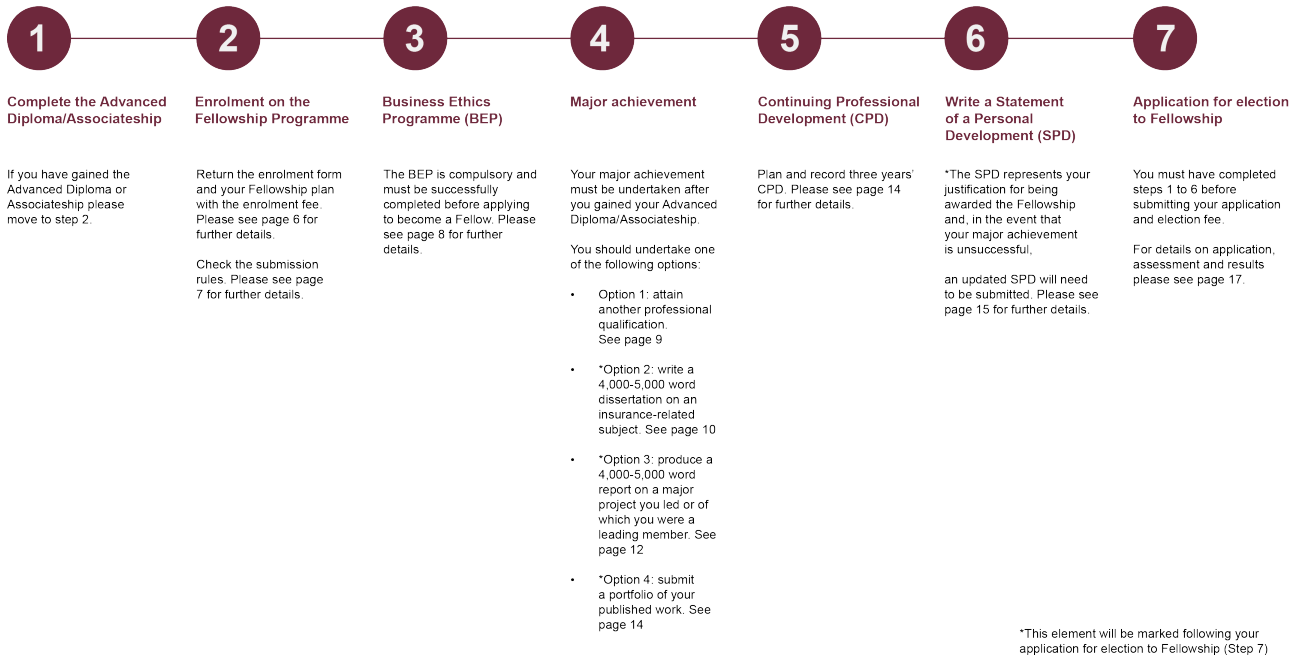 1
Complete the Advanced
Diploma/Associateship
If you have gained the
Advanced Diploma or
Associateship please
move to step 2.
2
Enrolment on the
Fellowship Programme
Return the enrolment form
and your Fellowship plan
with the enrolment fee.
Please see page 6 for
further details.
Check the submission
rules. Please see page
7 for further details.
3
Business Ethics
Programme (BEP)
The BEP is compulsory and
must be successfully
completed before applying
to become a Fellow. Please
see page 8 for further
details.
4
Major achievement
Your major achievement
must be undertaken after
you gained your Advanced
Diploma/Associateship.
You should undertake one
of the following options:
• Option 1: attain
another professional
qualification.
See page 9
• *Option 2: write a
4,000-5,000 word
dissertation on an
insurance-related
subject. See page 10
• *Option 3: produce a
4,000-5,000 word
report on a major
project you led or of
which you were a
leading member. See
page 12
• *Option 4: submit
a portfolio of your
published work. See
page 14
5
Continuing Professional
Development (CPD)
Plan and record three years'
CPD. Please see page 14
for further details.
6
Write a Statement
of a Personal
Development (SPD)
*The SPD represents your
justification for being
awarded the Fellowship
and, in the event that
your major achievement
is unsuccessful,
an updated SPD will need
to be submitted. Please see
page 15 for further details.
7
Application for election
to Fellowship
You must have completed
steps 1 to 6 before
submitting your application
and election fee.
For details on application,
assessment and results
please see page 17.
*This element will be marked following your
application for election to Fellowship (Step 7)